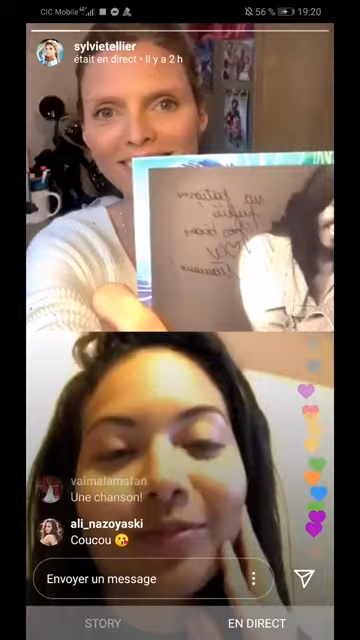 CIC Mobile 4G
56 % 19:20
sylvietellier
était en direct • Il y a 2 h
vaimalamafan
Une chanson!
ali_nazoyaski
Coucou 😘
Envoyer un message
STORY
EN DIRECT